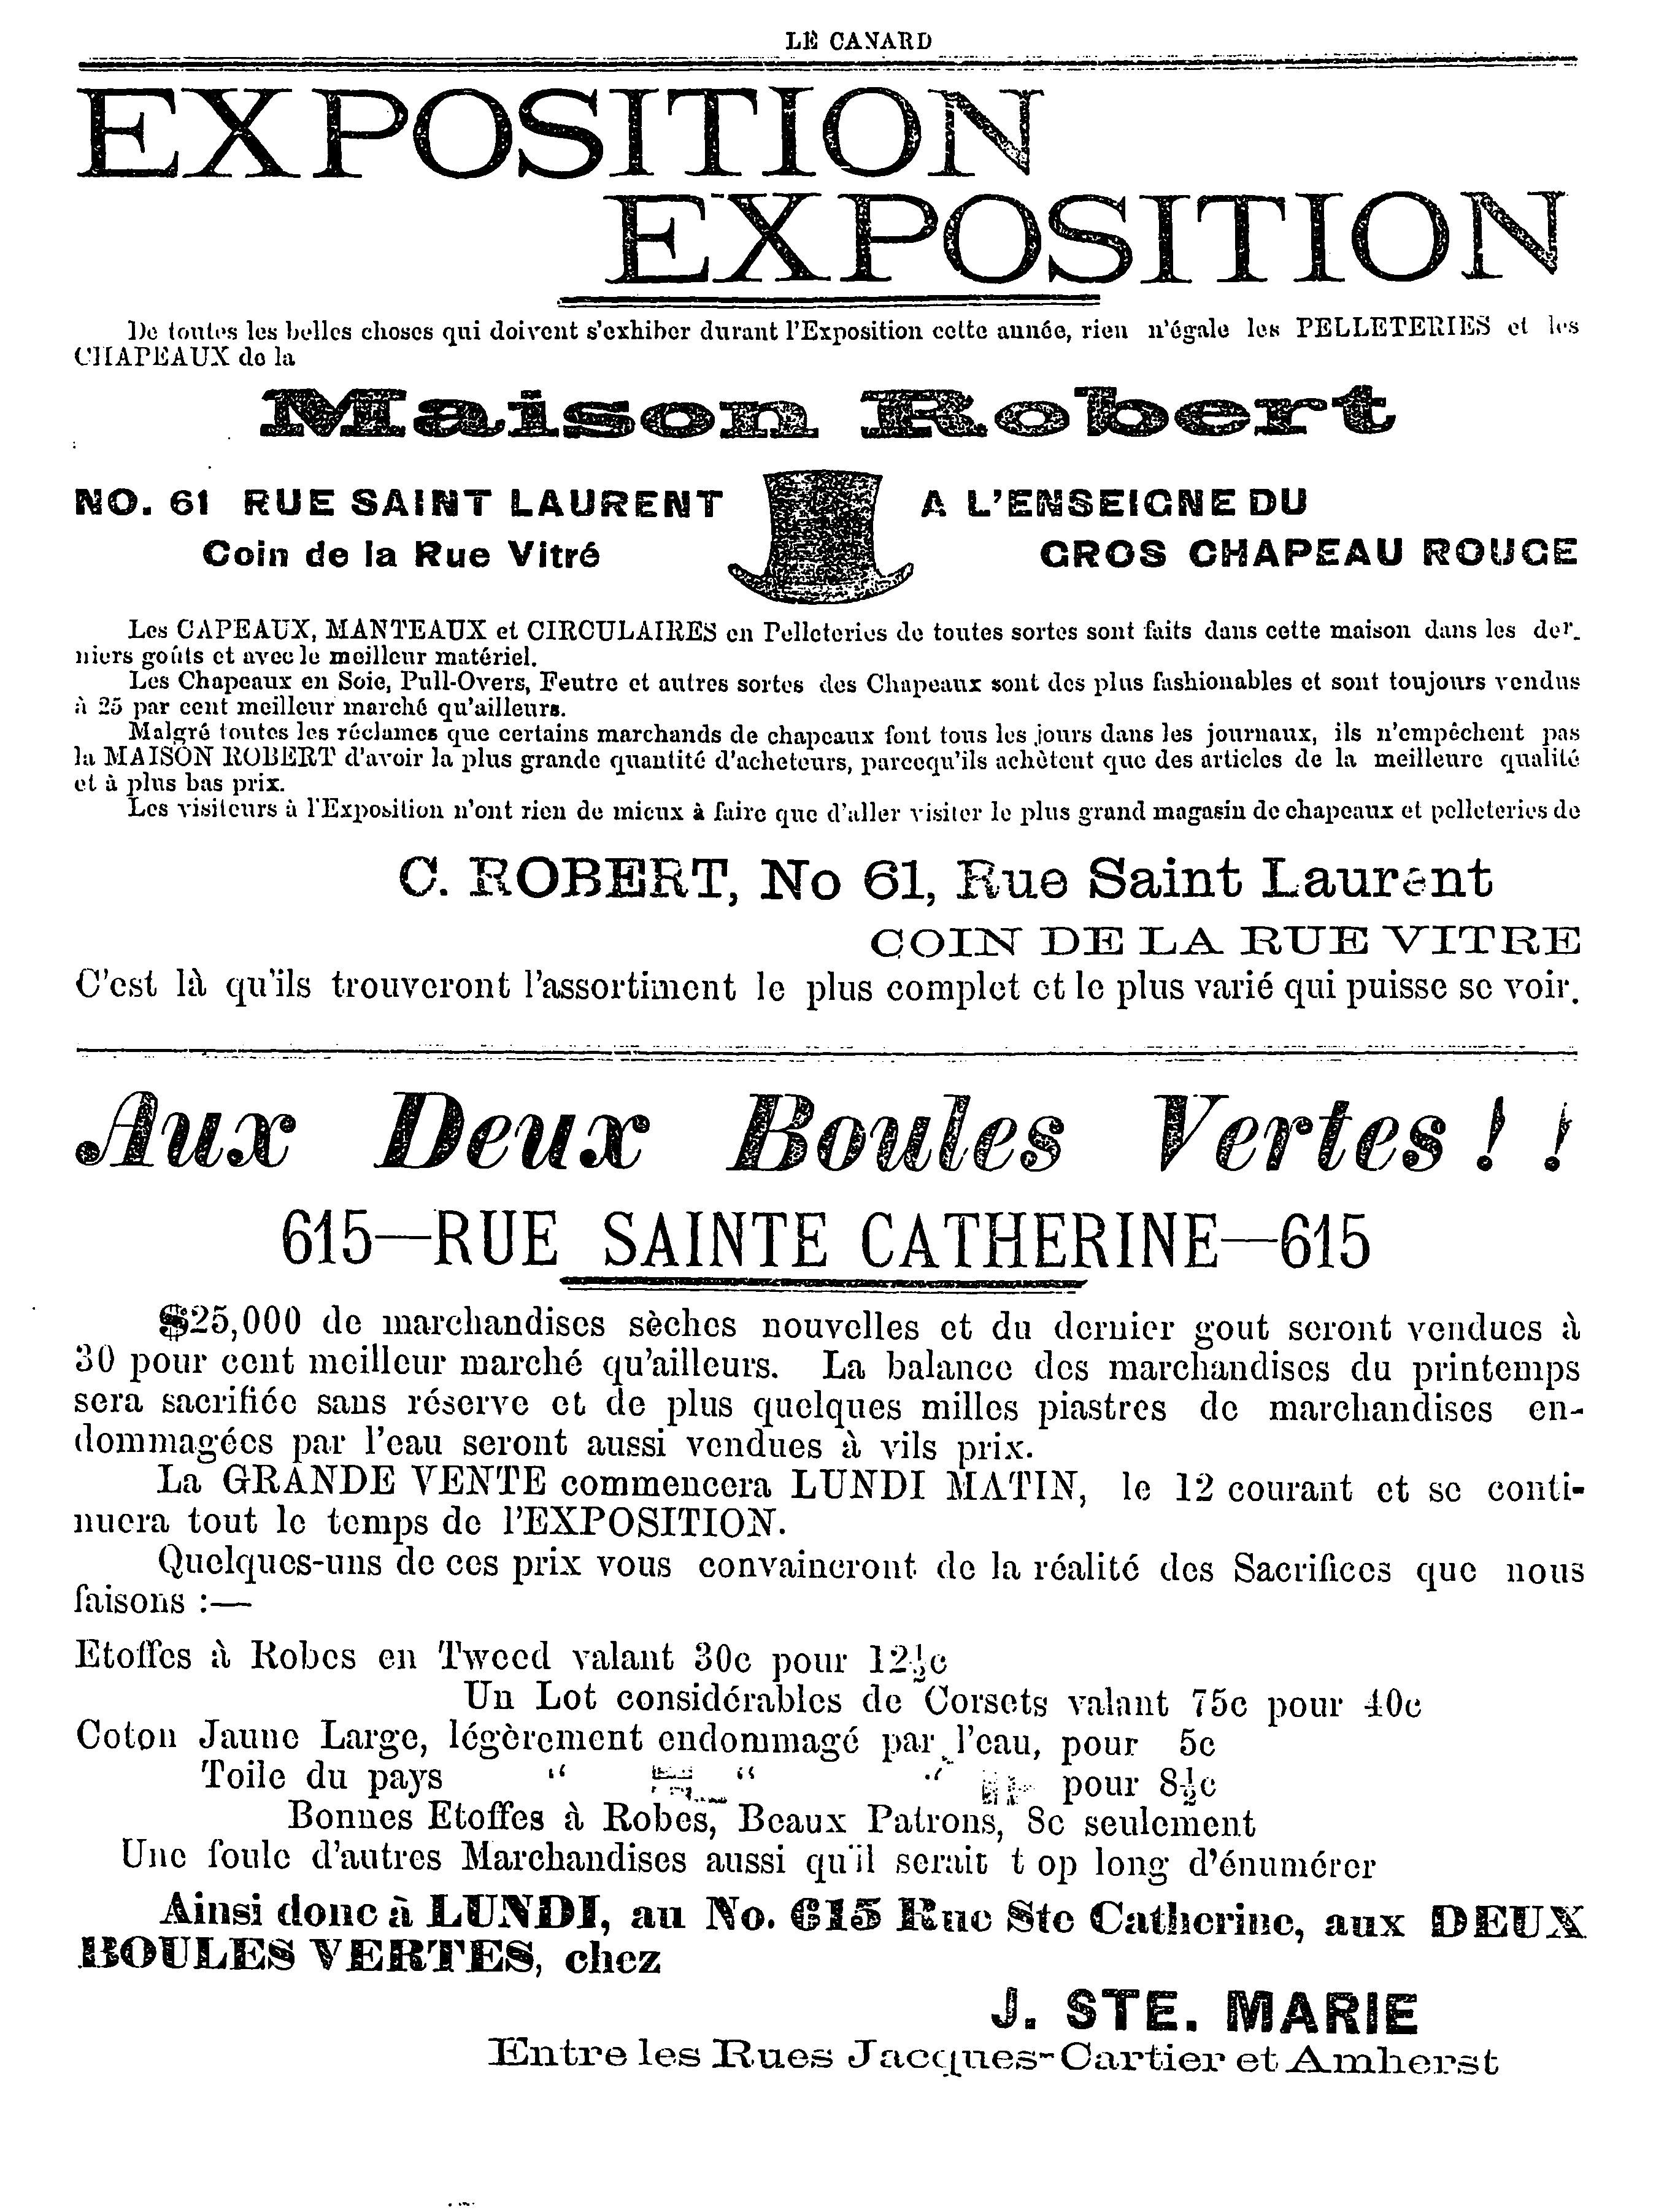 LE CANARD
EXPOSITION
EXPOSITION
De toutes les belles choses qui doivent s'exhiber durant l'Exposition cette année, rien n'égale les PELLETERIES et les
CHAPEAUX de la
Maison Robert
NO. 61 RUE SAINT LAURENT
Coin de la Rue Vitré
A L'ENSEIGNE DU
GROS CHAPEAU ROUGE
Les CAPEAUX, MANTEAUX et CIRCULAIRES en Pelleteries de toutes sortes sont faits dans cette maison dans les der-
niers goûts et avec le meilleur matériel.
Les Chapeaux en Soie, Pull-Overs, Feutre et autres sortes des Chapeaux sont des plus fashionables et sont toujours vendus
à 25 par cent meilleur marché qu'ailleurs.
Malgré toutes les réclames que certains marchands de chapeaux font tous les jours dans les journaux, ils n'empêchent pas
la MAISON ROBERT d'avoir la plus grande quantité d'acheteurs, parcequ'ils achètent que des articles de la meilleure qualité
et à plus bas prix.
Les visiteurs à l'Exposition n'ont rien de mieux à faire que d'aller visiter le plus grand magasin de chapeaux et pelleteries de
C. ROBERT, No 61, Rue Saint Laurent
COIN DE LA RUE VITRE
C'est là qu'ils trouveront l'assortiment le plus complet et le plus varié qui puisse se voir.
Aux Deux Boules Vertes ! !
615—RUE SAINTE CATHERINE—615
$25,000 de marchandises sèches nouvelles et du dernier gout seront vendues à
30 pour cent meilleur marché qu'ailleurs. La balance des marchandises du printemps
sera sacrifiée sans réserve et de plus quelques milles piastres de marchandises en-
dommagées par l'eau seront aussi vendues à vils prix.
La GRANDE VENTE commencera LUNDI MATIN, le 12 courant et se conti-
nuera tout le temps de l'EXPOSITION.
Quelques-uns de ces prix vous convaincront de la réalité des Sacrifices que nous
faisons :—
Etoffes à Robes en Tweed valant 30c pour 12½c
Un Lot considérables de Corsets valant 75c pour 40c
Coton Jaune Large, légèrement endommagé par l'eau, pour 5c
Toile du pays " " " pour 8½c
Bonnes Etoffes à Robes, Beaux Patrons, 8c seulement
Une foule d'autres Marchandises aussi qu'il serait t op long d'énumérer
Ainsi donc à LUNDI, au No. 615 Rue Ste Catherine, aux DEUX
BOULES VERTES, chez
J. STE. MARIE
Entre les Rues Jacques-Cartier et Amherst